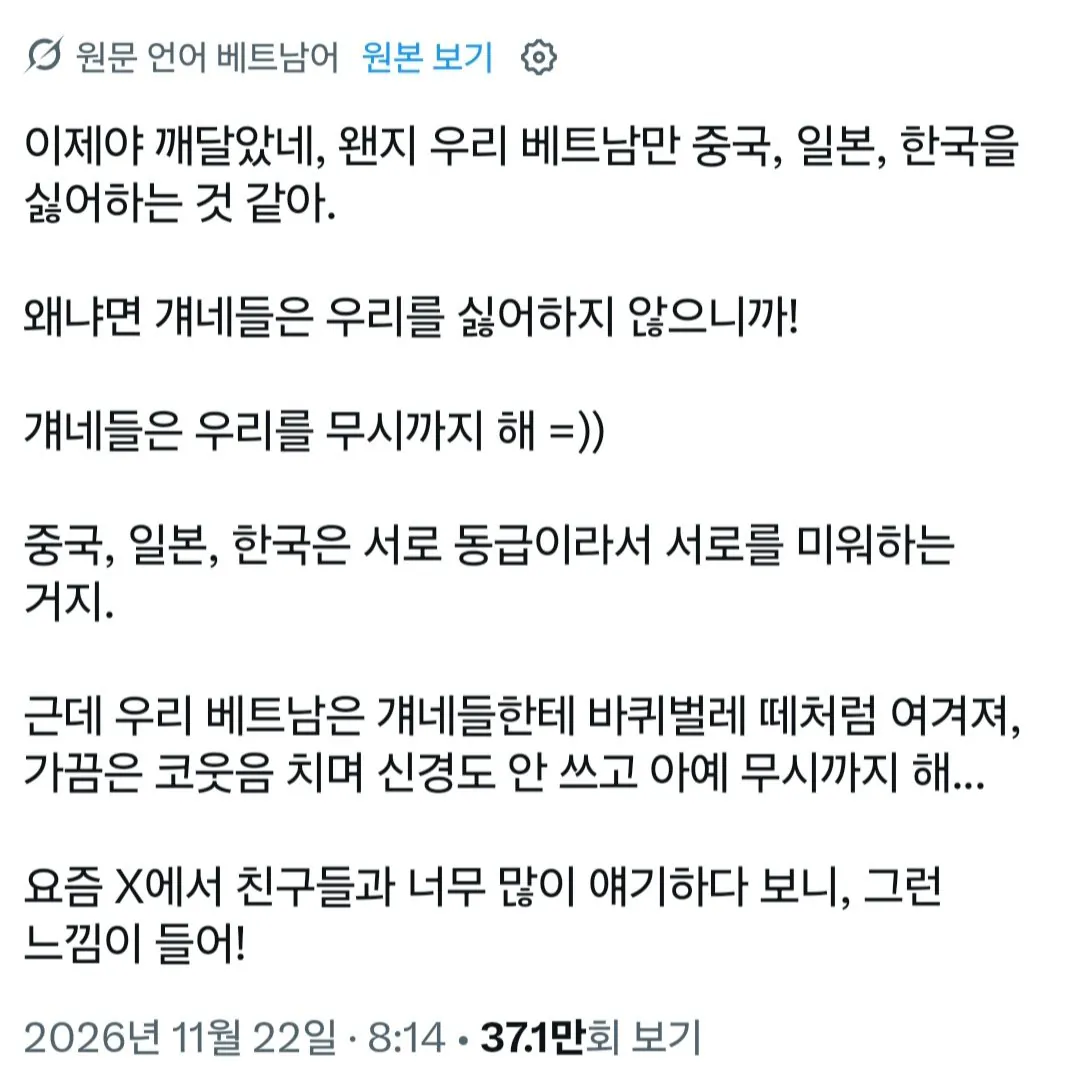 원문 언어 베트남어 원본 보기
이제야 깨달았네, 왠지 우리 베트남만 중국, 일본, 한국을
싫어하는 것 같아.
왜냐면 걔네들은 우리를 싫어하지 않으니까!
걔네들은 우리를 무시까지 해 =))
중국, 일본, 한국은 서로 동급이라서 서로를 미워하는
거지.
근데 우리 베트남은 걔네들한테 바퀴벌레 떼처럼 여겨져,
가끔은 코웃음 치며 신경도 안 쓰고 아예 무시까지 해...
요즘 X에서 친구들과 너무 많이 얘기하다 보니, 그런
느낌이 들어!
2026년 11월 22일 · 8:14 • 37.1만회 보기